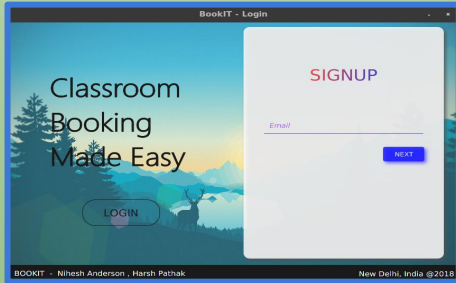 BookIT - Login
Classroom
Booking
Made Easy
LOGIN
SIGNUP
Email
NEXT
BOOKIT - Nihesh Anderson , Harsh Pathak
New Delhi, India @2018